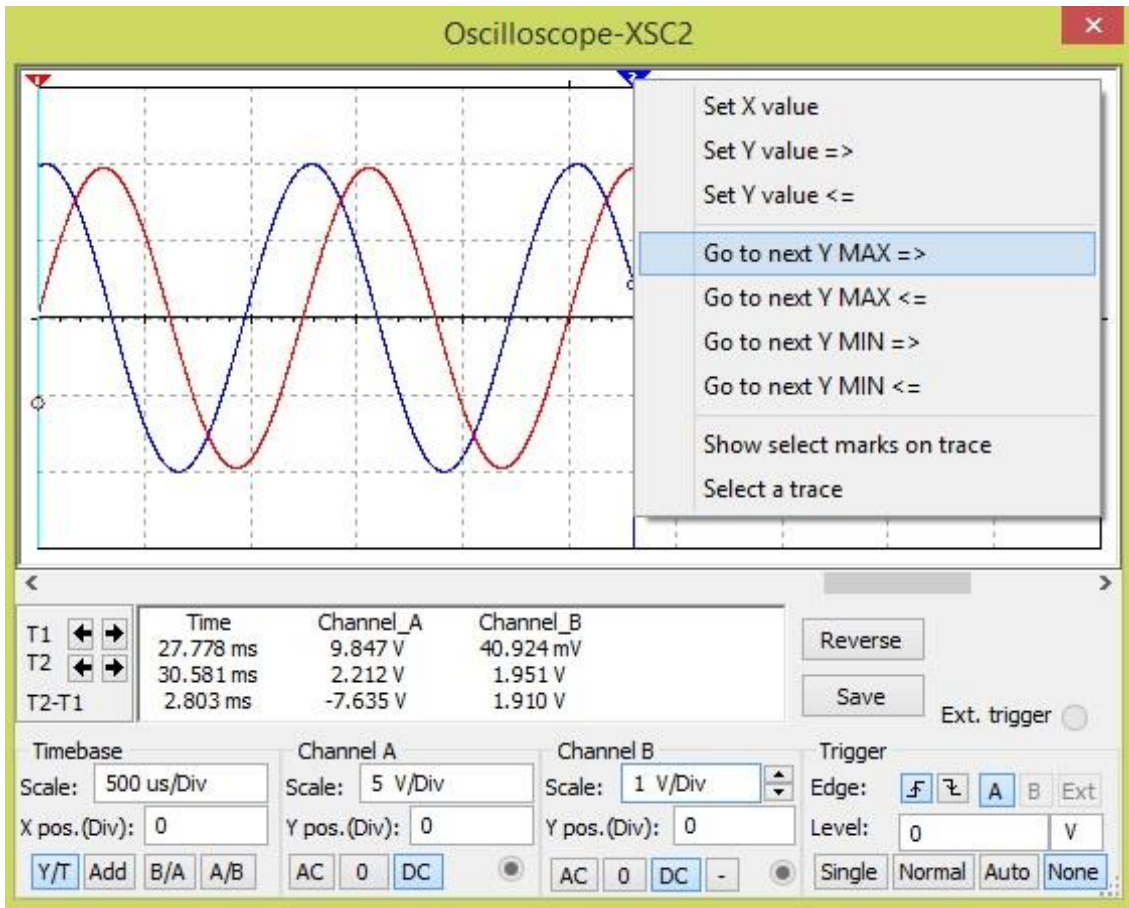 Oscilloscope-XSC2
×
1 2
Set X value
Set Y value =>
Set Y value <=
Go to next Y MAX =>
Go to next Y MAX <=
Go to next Y MIN =>
Go to next Y MIN <=
Show select marks on trace
Select a trace
Time Channel_A Channel_B
T1 27.778 ms 9.847 V 40.924 mV
T2 30.581 ms 2.212 V 1.951 V
T2-T1 2.803 ms -7.635 V 1.910 V
Reverse
Save
Ext. trigger
Timebase
Scale: 500 us/Div
X pos.(Div): 0
Y/T Add B/A A/B
Channel A
Scale: 5 V/Div
Y pos.(Div): 0
AC 0 DC
Channel B
Scale: 1 V/Div
Y pos.(Div): 0
AC 0 DC -
Trigger
Edge: A B Ext
Level: 0 V
Single Normal Auto None